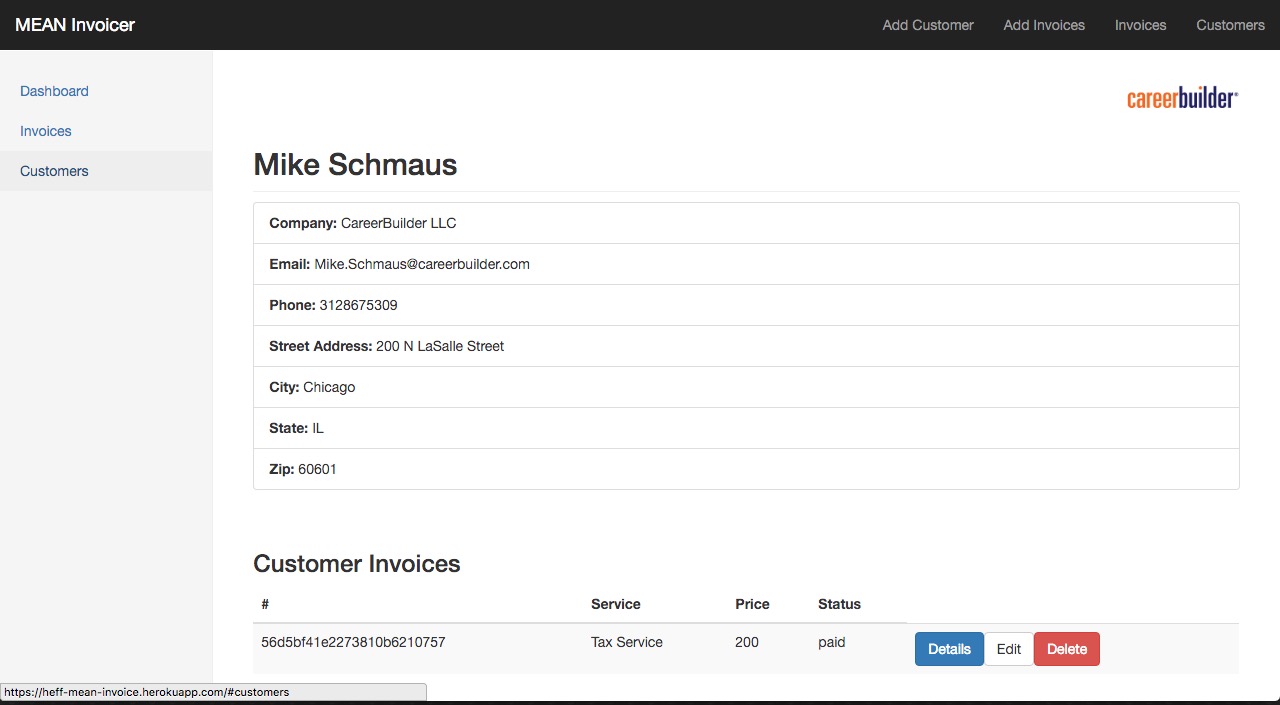 MEAN Invoicer Add Customer Add Invoices Invoices Customers
Dashboard
Invoices
Customers
careerbuilder®
Mike Schmaus
Company: CareerBuilder LLC
Email: Mike.Schmaus@careerbuilder.com
Phone: 3128675309
Street Address: 200 N LaSalle Street
City: Chicago
State: IL
Zip: 60601
Customer Invoices
# Service Price Status
56d5bf41e2273810b6210757 Tax Service 200 paid Details Edit Delete
https://heff-mean-invoice.herokuapp.com/#customers